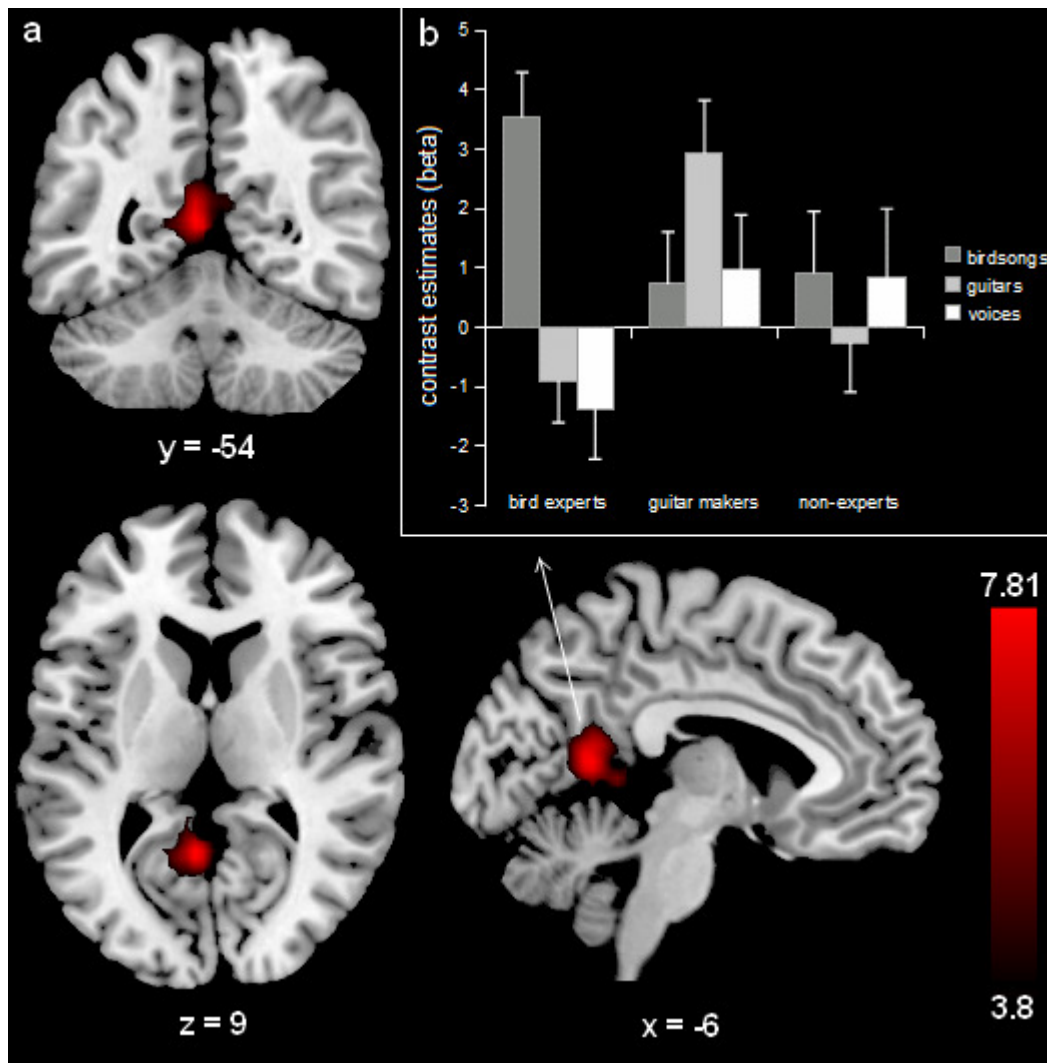 a
y = -54
z = 9
b
contrast estimates (beta)
5
4
3
2
1
0
-1
-2
-3
bird experts guitar makers non-experts
birdsongs
guitars
voices
x = -6
7.81
3.8